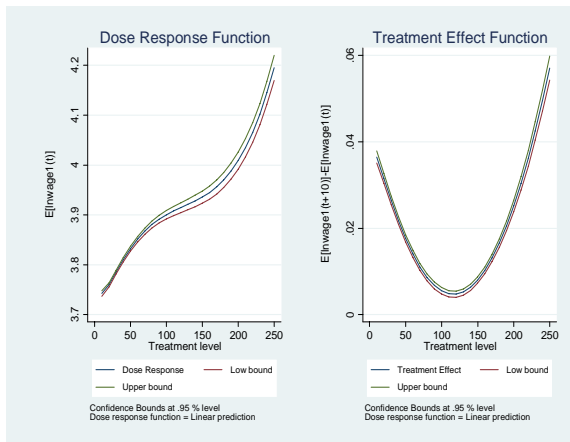 Dose Response Function
E[lnwage1(t)]
4.2
4.1
4
3.9
3.8
3.7
0 50 100 150 200 250
Treatment level
Dose Response
Low bound
Upper bound
Confidence Bounds at .95 % level
Dose response function = Linear prediction
Treatment Effect Function
E[lnwage1(t+10)]-E[lnwage1(t)]
.06
.04
.02
0
0 50 100 150 200 250
Treatment level
Treatment Effect
Low bound
Upper bound
Confidence Bounds at .95 % level
Dose response function = Linear prediction